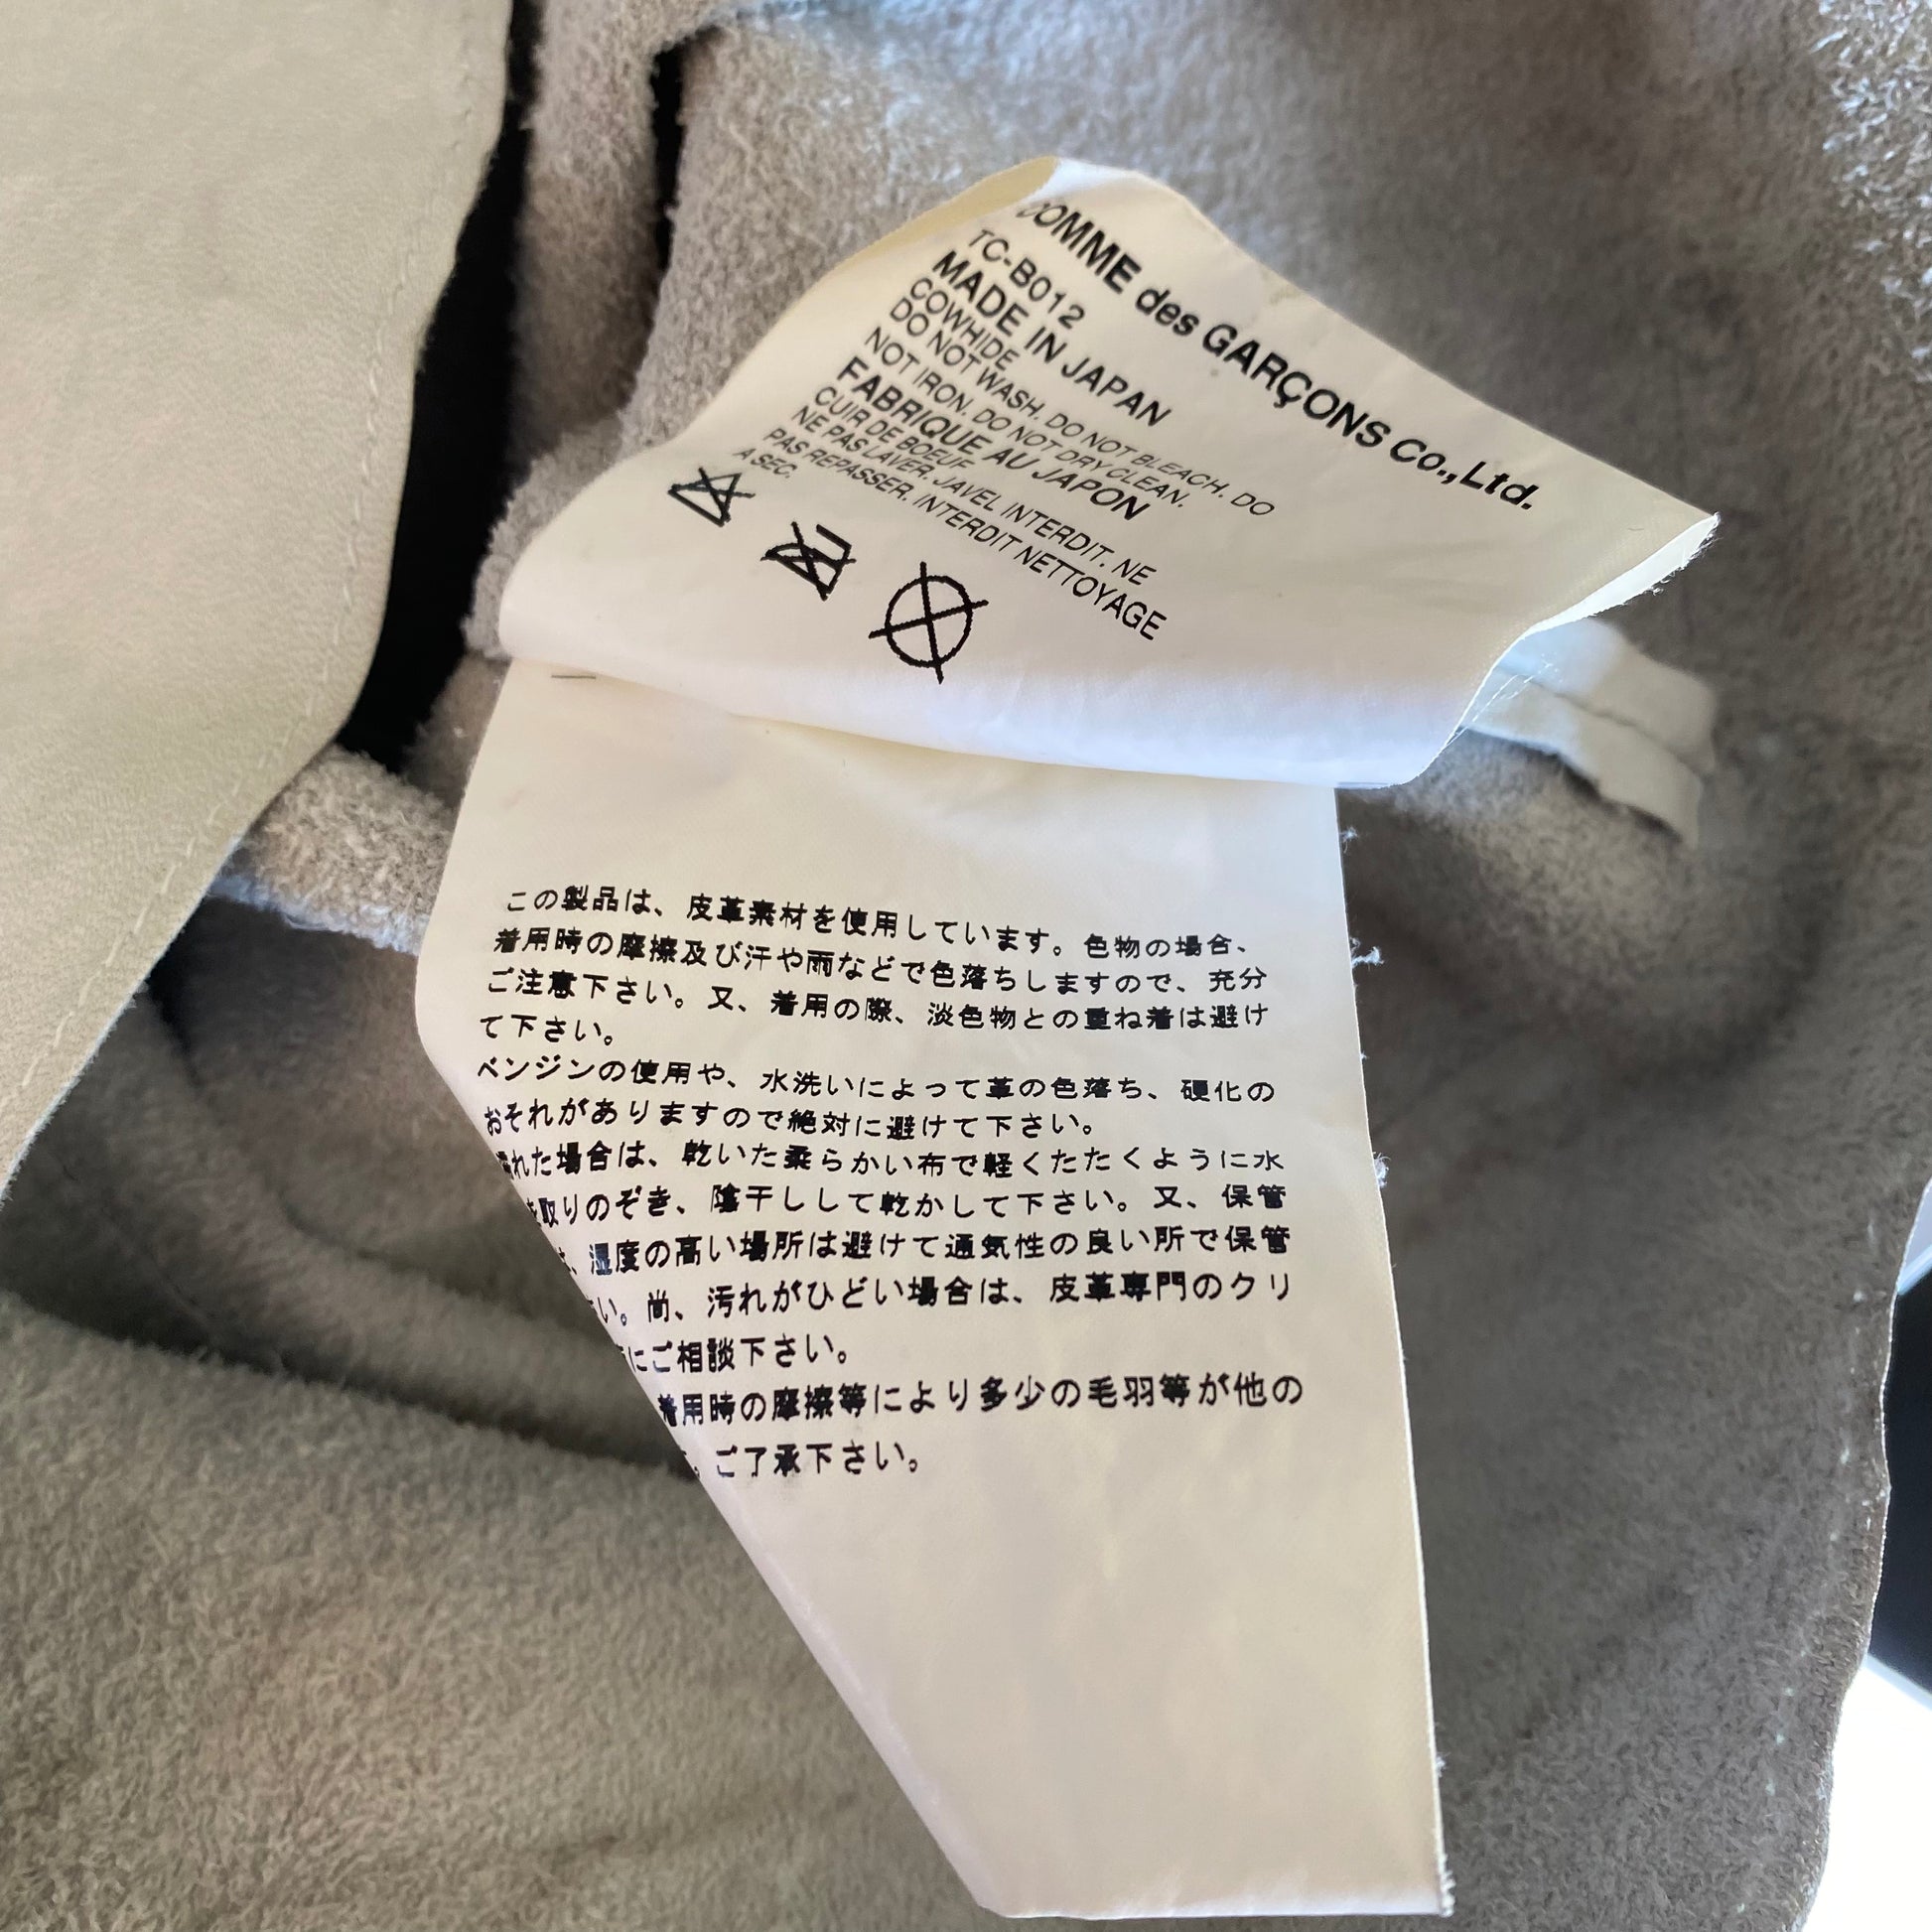 COMME des GARÇONS Co.,Ltd.
TC-B012
MADE IN JAPAN
COWHIDE
DO NOT WASH. DO NOT BLEACH. DO
NOT IRON. DO NOT DRY CLEAN.
FABRIQUE AU JAPON
CUIR DE BOEUF
NE PAS LAVER. JAVEL INTERDIT. NE
PAS REPASSER. INTERDIT NETTOYAGE
A SEC.
この製品は、皮革素材を使用しています。色物の場合、
着用時の摩擦及び汗や雨などで色落ちしますので、充分
ご注意下さい。又、着用の際、淡色物との重ね着は避け
て下さい。
ベンジンの使用や、水洗いによって革の色落ち、硬化の
おそれがありますので絶対に避けて下さい。
れた場合は、乾いた柔らかい布で軽くたたくように水
取りのぞき、陰干しして乾かして下さい。又、保管
、湿度の高い場所は避けて通気性の良い所で保管
い。尚、汚れがひどい場合は、皮革専門のクリ
にご相談下さい。
着用時の摩擦等により多少の毛羽等が他の
。ご了承下さい。